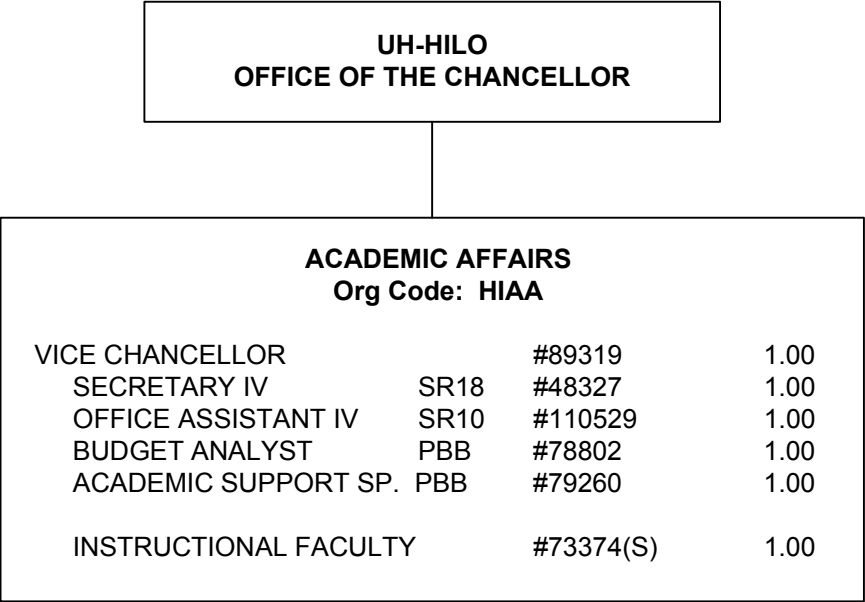 UH-HILO
OFFICE OF THE CHANCELLOR
ACADEMIC AFFAIRS
Org Code:  HIAA
VICE CHANCELLOR #89319 1.00
SECRETARY IV SR18 #48327 1.00
OFFICE ASSISTANT IV SR10 #110529 1.00
BUDGET ANALYST PBB #78802 1.00
ACADEMIC SUPPORT SP. PBB #79260 1.00
INSTRUCTIONAL FACULTY #73374(S) 1.00